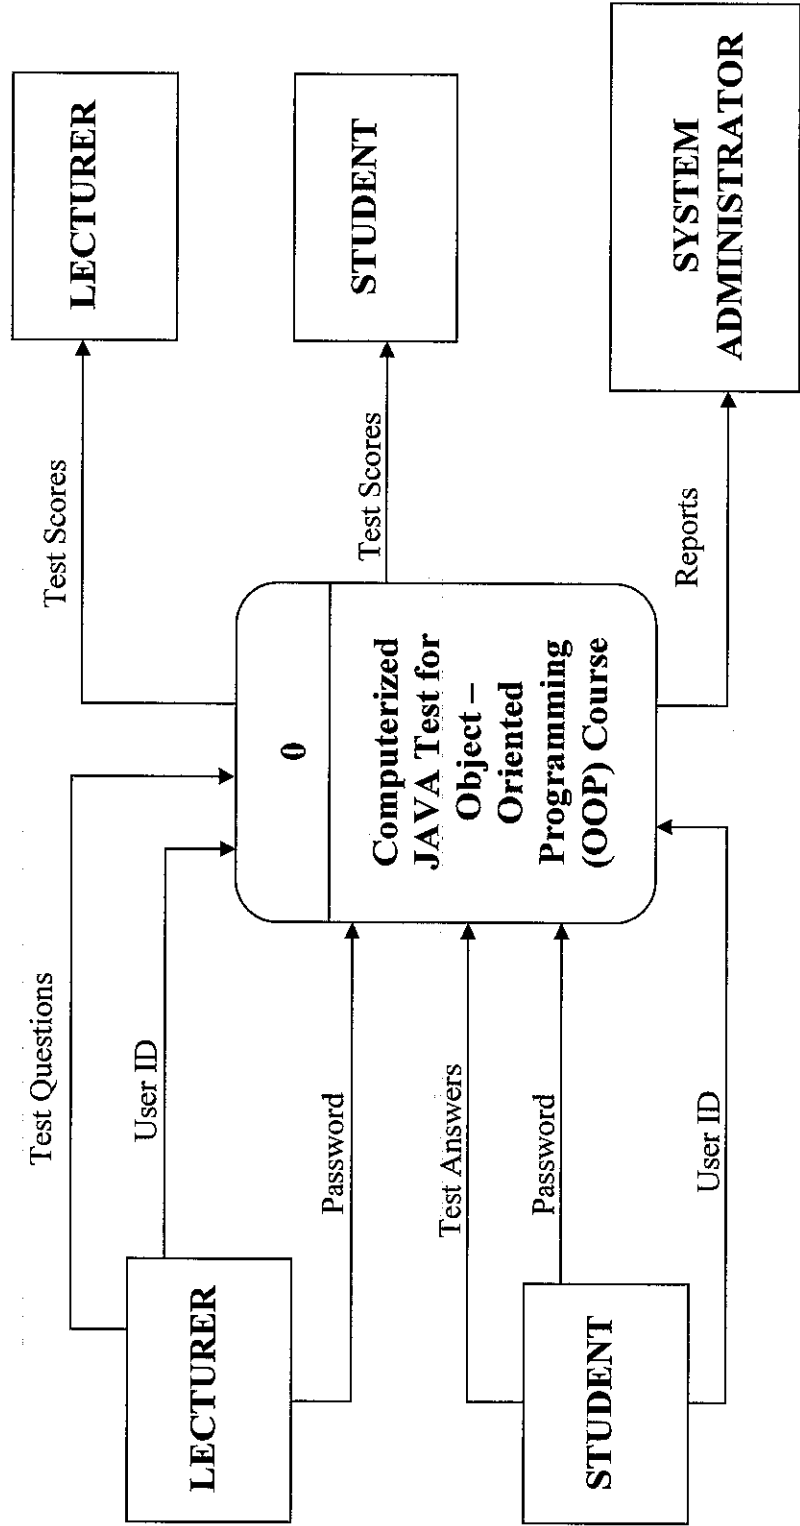 Test Questions
User ID
LECTURER
Password
Test Answers
Password
STUDENT
User ID
0
Computerized
JAVA Test for
Object –
Oriented
Programming
(OOP) Course
Test Scores
LECTURER
Test Scores
STUDENT
Reports
SYSTEM
ADMINISTRATOR